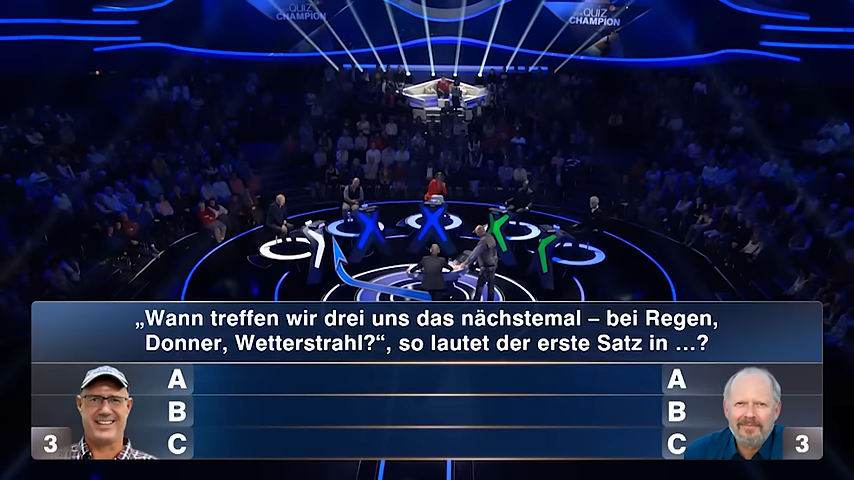 QUIZ
CHAMPION
QUIZ
CHAMPION
„Wann treffen wir drei uns das nächstemal – bei Regen,
Donner, Wetterstrahl?“, so lautet der erste Satz in …?
A
A
B
B
3
C
C
3